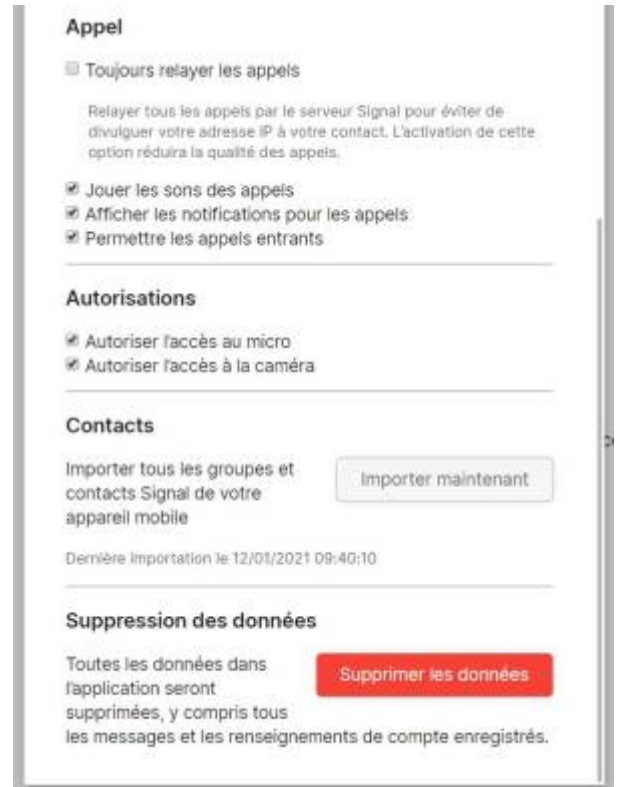 Appel
Toujours relayer les appels
Relayer tous les appels par le serveur Signal pour éviter de
divulguer votre adresse IP à votre contact. L'activation de cette
option réduira la qualité des appels.
Jouer les sons des appels
Afficher les notifications pour les appels
Permettre les appels entrants
Autorisations
Autoriser l'accès au micro
Autoriser l'accès à la caméra
Contacts
Importer tous les groupes et
contacts Signal de votre
appareil mobile
Importer maintenant
Dernière importation le 12/01/2021 09:40:10
Suppression des données
Toutes les données dans
l'application seront
supprimées, y compris tous
les messages et les renseignements de compte enregistrés.
Supprimer les données